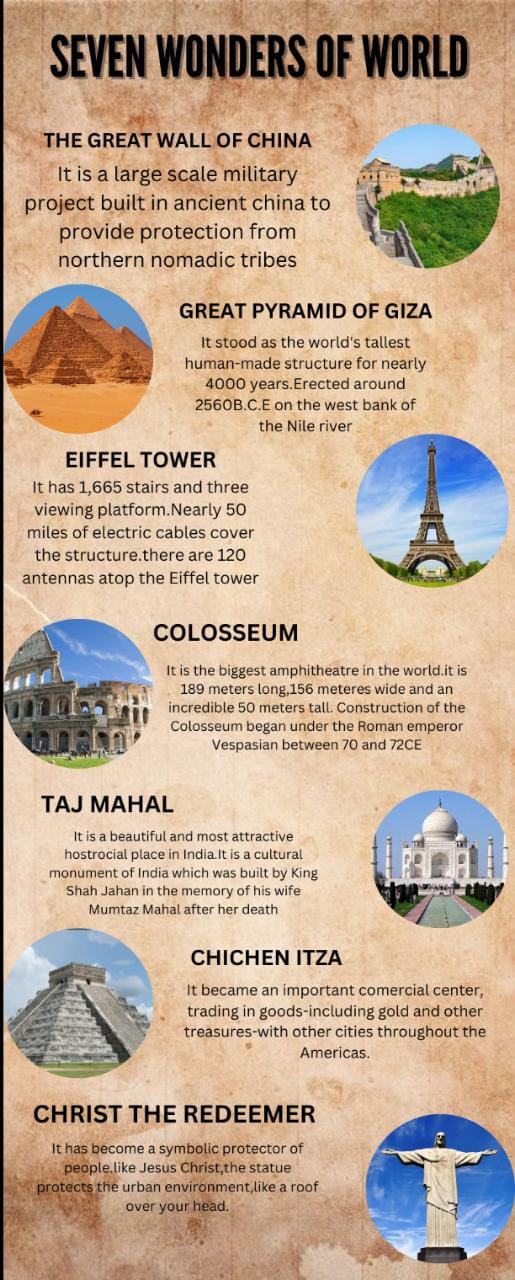 SEVEN WONDERS OF WORLD
THE GREAT WALL OF CHINA
It is a large scale military
project built in ancient china to
provide protection from
northern nomadic tribes
GREAT PYRAMID OF GIZA
It stood as the world's tallest
human-made structure for nearly
4000 years.Erected around
2560B.C.E on the west bank of
the Nile river
EIFFEL TOWER
It has 1,665 stairs and three
viewing platform.Nearly 50
miles of electric cables cover
the structure.there are 120
antennas atop the Eiffel tower
COLOSSEUM
It is the biggest amphitheatre in the world.it is
189 meters long,156 meteres wide and an
incredible 50 meters tall. Construction of the
Colosseum began under the Roman emperor
Vespasian between 70 and 72CE
TAJ MAHAL
It is a beautiful and most attractive
hostrocial place in India.It is a cultural
monument of India which was built by King
Shah Jahan in the memory of his wife
Mumtaz Mahal after her death
CHICHEN ITZA
It became an important comercial center,
trading in goods-including gold and other
treasures-with other cities throughout the
Americas.
CHRIST THE REDEEMER
It has become a symbolic protector of
people,like Jesus Christ,the statue
protects the urban environment,like a roof
over your head.